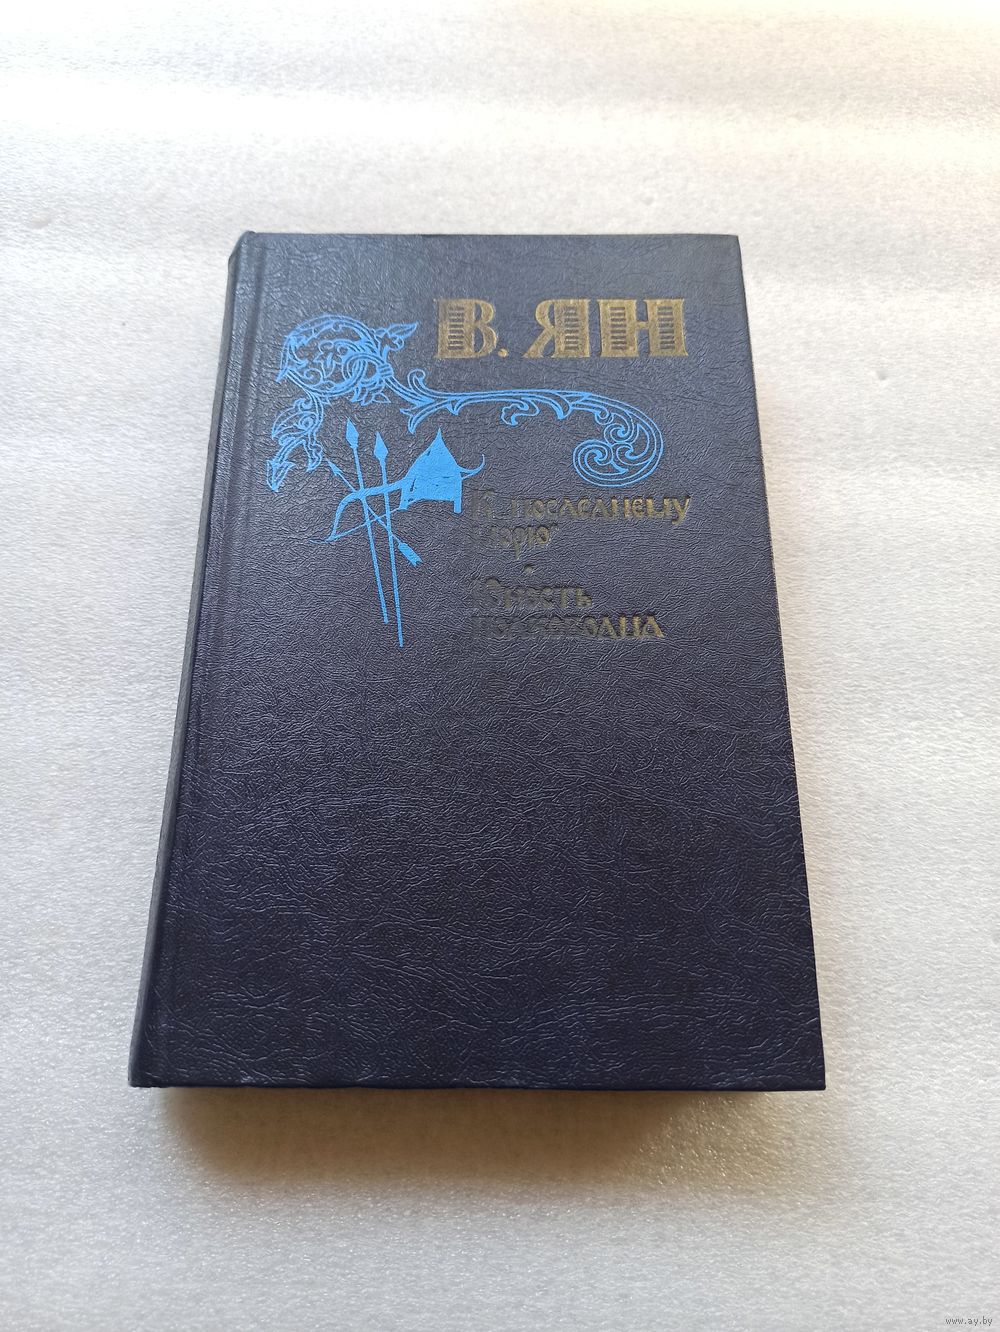 В. ЯН
К „последнему
морю“
•
Юность
полководца
www.ay.by